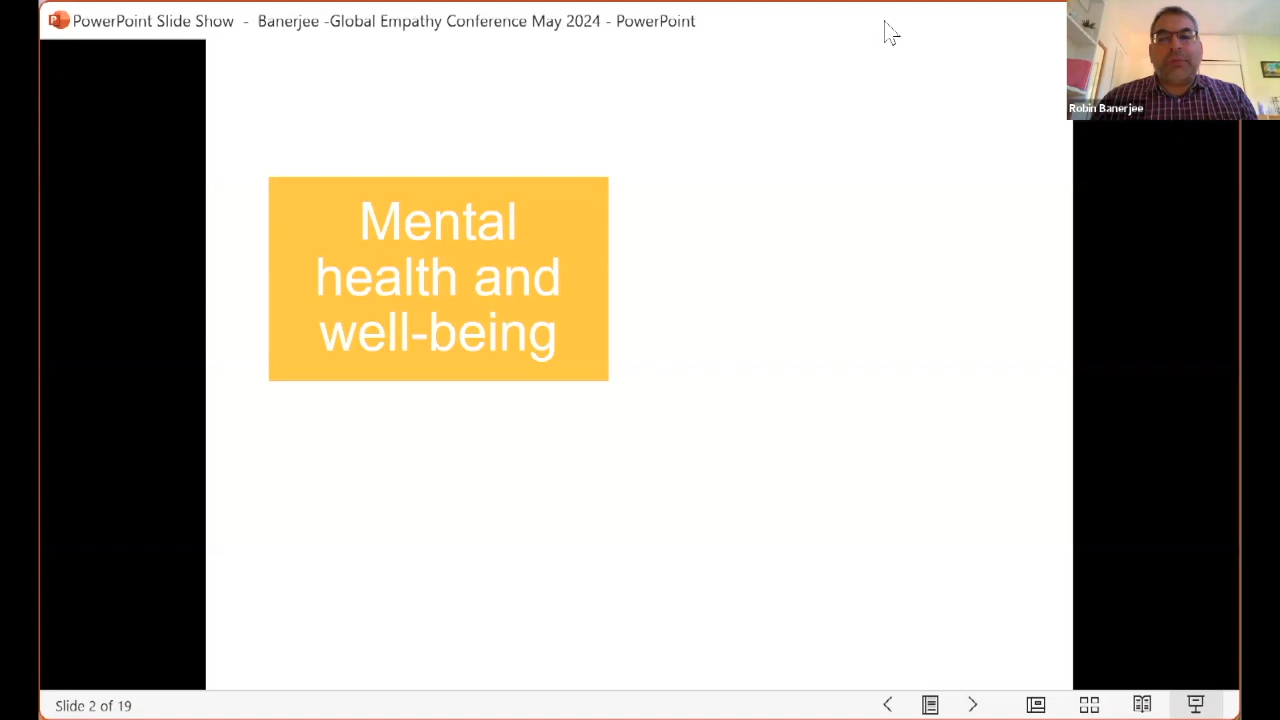 PowerPoint Slide Show - Banerjee -Global Empathy Conference May 2024 - PowerPoint
Robin Banerjee
Mental
health and
well-being
Slide 2 of 19